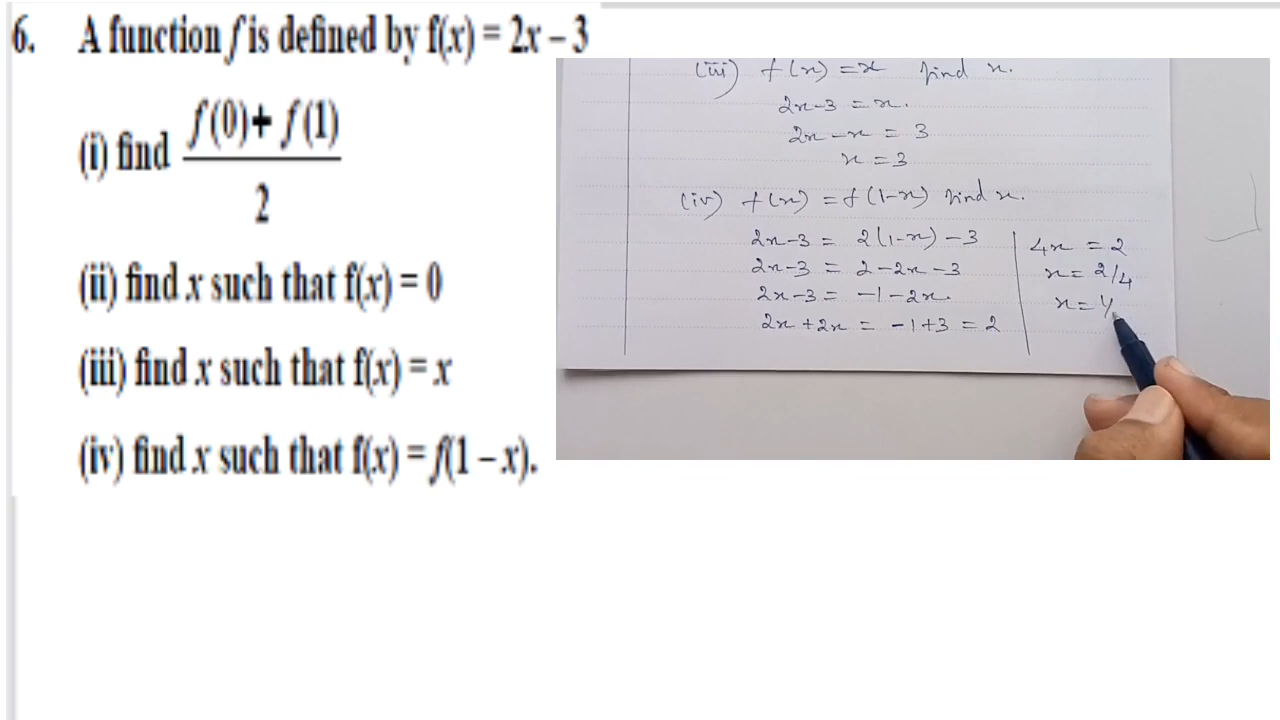 6. A function f is defined by f(x) = 2x – 3
(i) find f(0)+ f(1) / 2
(ii) find x such that f(x) = 0
(iii) find x such that f(x) = x
(iv) find x such that f(x) = f(1 – x).
(iii) f(x) = x find x.
2x-3 = x.
2x - x = 3
x = 3
(iv) f(x) = f(1-x) find x.
2x-3 = 2(1-x) - 3
2x-3 = 2-2x-3
2x-3 = -1-2x.
2x+2x = -1+3 = 2
4x = 2
x = 2/4
x = 1/